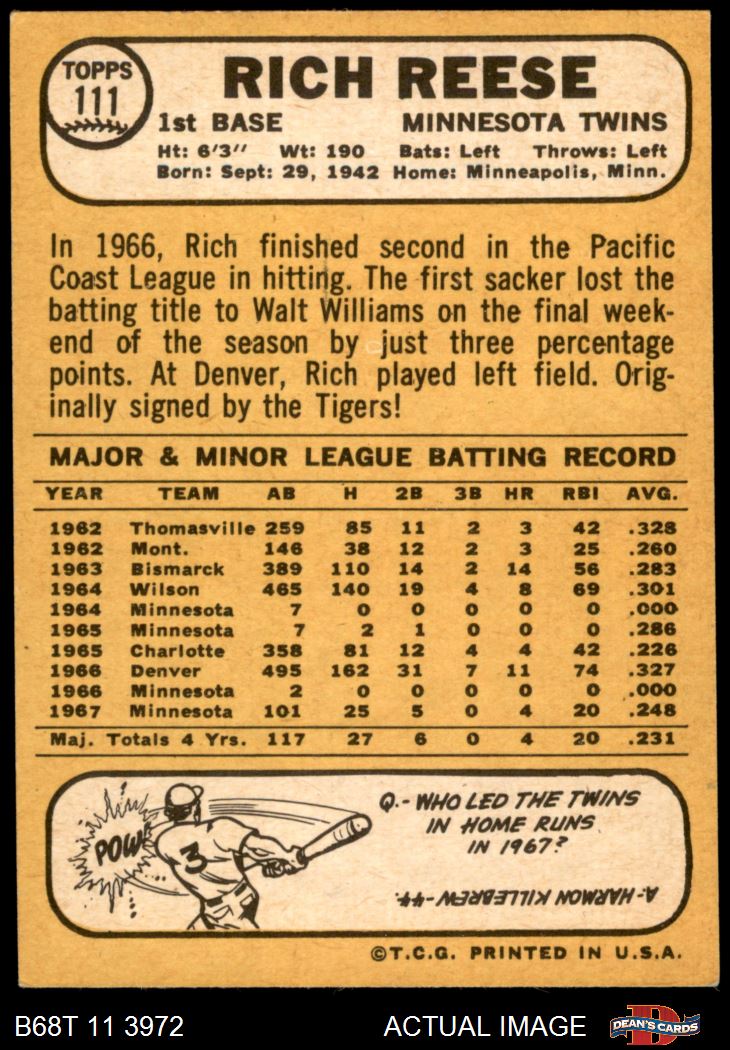 TOPPS
111
RICH REESE
1st BASE MINNESOTA TWINS
Ht: 6'3" Wt: 190 Bats: Left Throws: Left
Born: Sept: 29, 1942 Home: Minneapolis, Minn.
In 1966, Rich finished second in the Pacific
Coast League in hitting. The first sacker lost the
batting title to Walt Williams on the final week-
end of the season by just three percentage
points. At Denver, Rich played left field. Orig-
inally signed by the Tigers!
MAJOR & MINOR LEAGUE BATTING RECORD
YEAR TEAM AB H 2B 3B HR RBI AVG.
1962 Thomasville 259 85 11 2 3 42 .328
1962 Mont. 146 38 12 2 3 25 .260
1963 Bismarck 389 110 14 2 14 56 .283
1964 Wilson 465 140 19 4 8 69 .301
1964 Minnesota 7 0 0 0 0 0 .000
1965 Minnesota 7 2 1 0 0 0 .286
1965 Charlotte 358 81 12 4 4 42 .226
1966 Denver 495 162 31 7 11 74 .327
1966 Minnesota 2 0 0 0 0 0 .000
1967 Minnesota 101 25 5 0 4 20 .248
Maj. Totals 4 Yrs. 117 27 6 0 4 20 .231
POW
3
Q.- WHO LED THE TWINS
IN HOME RUNS
IN 1967?
A- HARMON KILLEBREW -44.
©T.C.G. PRINTED IN U.S.A.
B68T 11 3972 ACTUAL IMAGE
D
DEAN'S CARDS